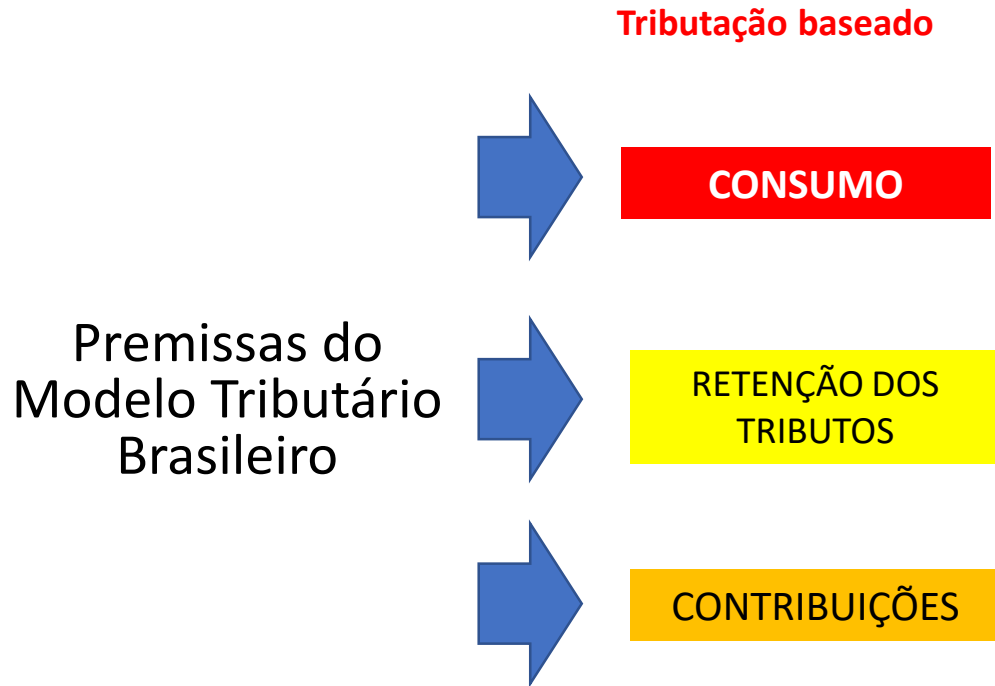 Tributação baseado
CONSUMO
Premissas do
Modelo Tributário
Brasileiro
RETENÇÃO DOS
TRIBUTOS
CONTRIBUIÇÕES